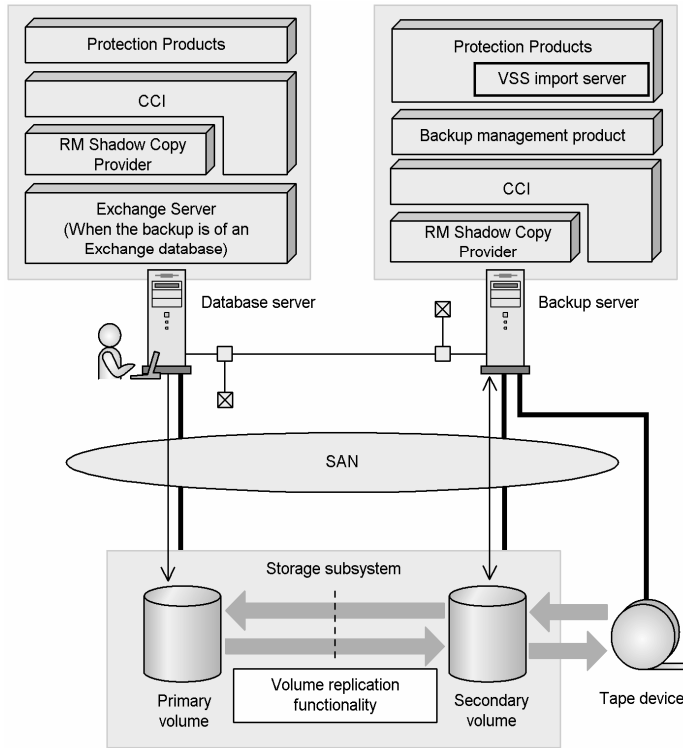 Protection Products
CCI
RM Shadow Copy
Provider
Exchange Server
(When the backup is of an
Exchange database)
Database server
Protection Products
VSS import server
Backup management product
CCI
RM Shadow Copy
Provider
Backup server
SAN
Storage subsystem
Primary
volume
Volume replication
functionality
Secondary
volume
Tape device